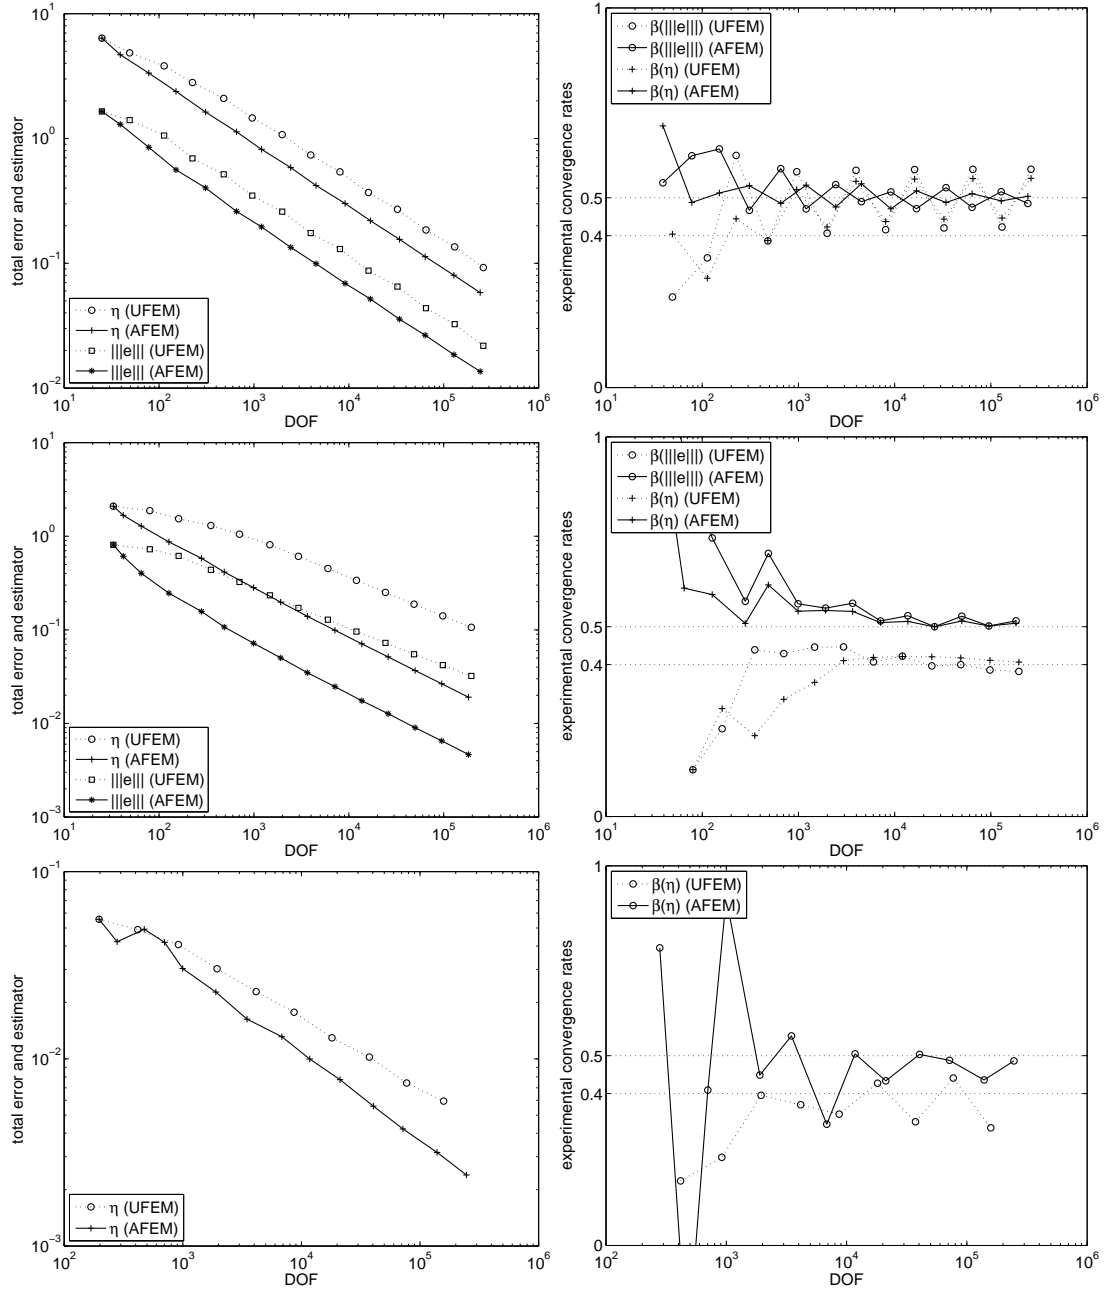 10^1
10^0
10^-1
10^-2
total error and estimator
η (UFEM)
η (AFEM)
|||e||| (UFEM)
|||e||| (AFEM)
10^1 10^2 10^3 10^4 10^5 10^6
DOF
1
0.5
0.4
0
experimental convergence rates
β(|||e|||) (UFEM)
β(|||e|||) (AFEM)
β(η) (UFEM)
β(η) (AFEM)
10^1 10^2 10^3 10^4 10^5 10^6
DOF
10^1
10^0
10^-1
10^-2
10^-3
total error and estimator
η (UFEM)
η (AFEM)
|||e||| (UFEM)
|||e||| (AFEM)
10^1 10^2 10^3 10^4 10^5 10^6
DOF
1
0.5
0.4
0
experimental convergence rates
β(|||e|||) (UFEM)
β(|||e|||) (AFEM)
β(η) (UFEM)
β(η) (AFEM)
10^1 10^2 10^3 10^4 10^5 10^6
DOF
10^-1
10^-2
10^-3
total error and estimator
η (UFEM)
η (AFEM)
10^2 10^3 10^4 10^5 10^6
DOF
1
0.5
0.4
0
experimental convergence rates
β(η) (UFEM)
β(η) (AFEM)
10^2 10^3 10^4 10^5 10^6
DOF